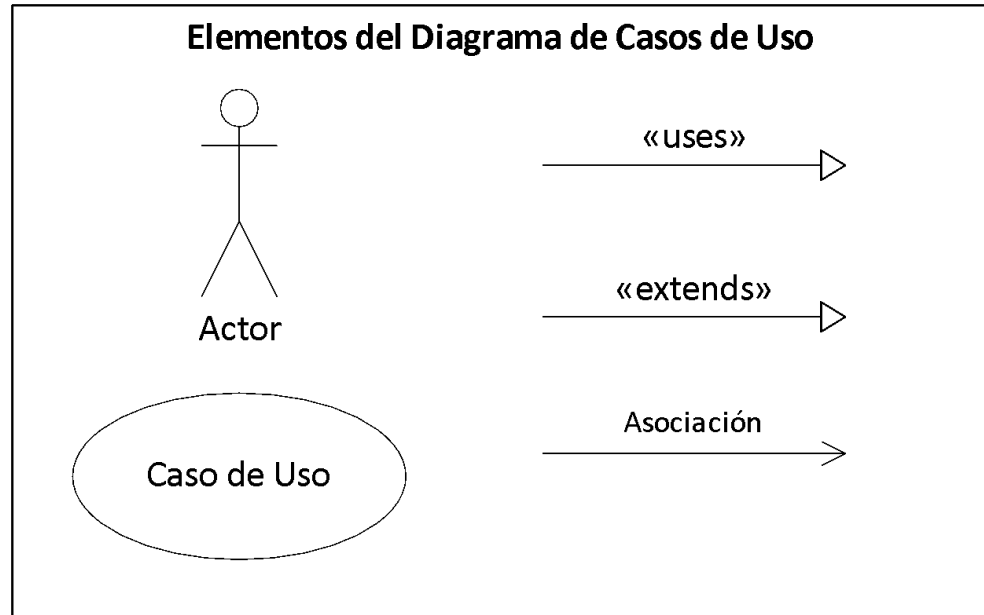 Elementos del Diagrama de Casos de Uso
«uses»
«extends»
Actor
Asociación
Caso de Uso